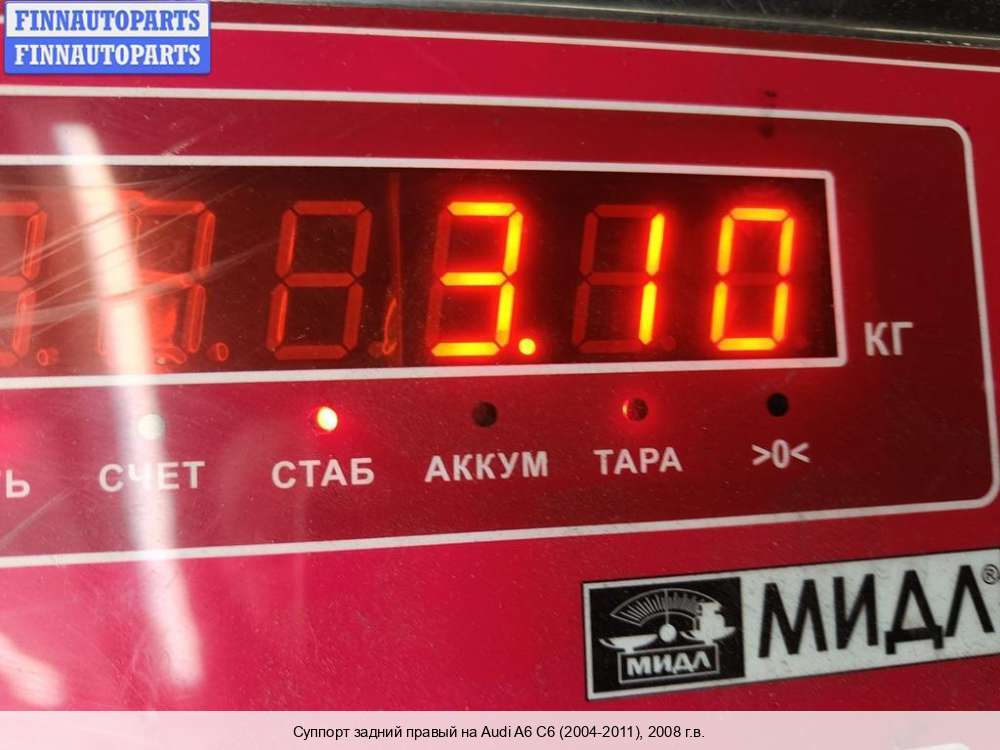 FINNAUTOPARTS
FINNAUTOPARTS
3.10
КГ
СЧЕТ СТАБ АККУМ ТАРА >0<
МИДЛ
МИДЛ®
Суппорт задний правый на Audi A6 C6 (2004-2011), 2008 г.в.